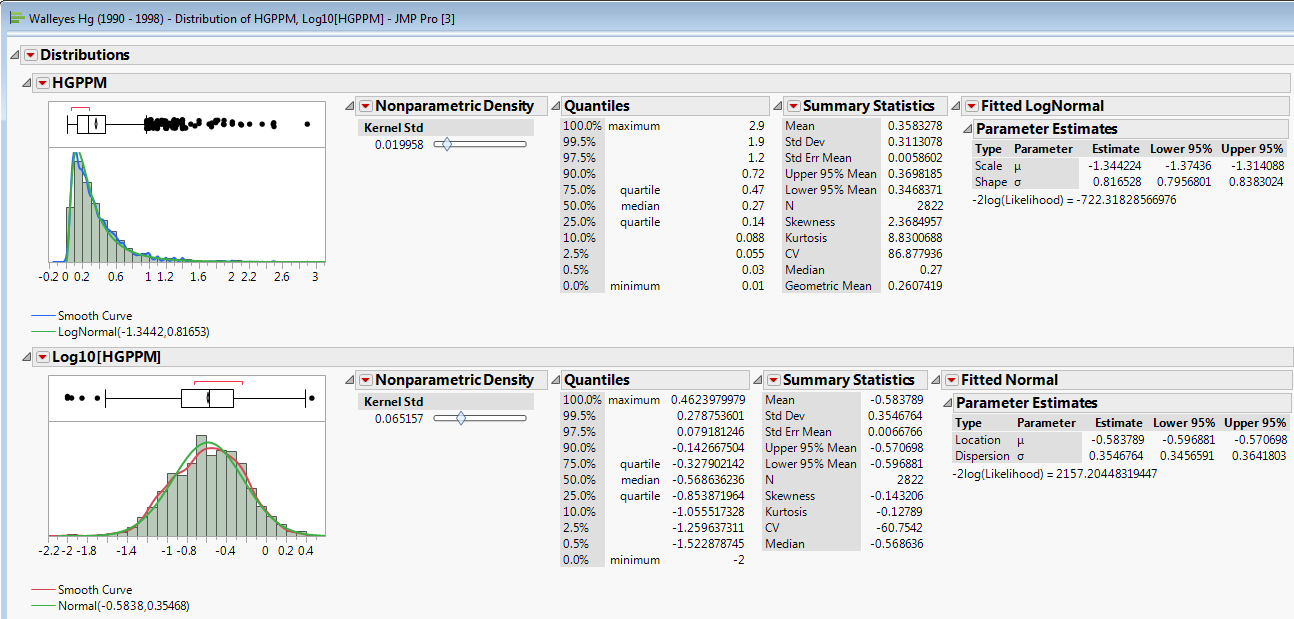 Walleyes Hg (1990 - 1998) - Distribution of HGPPM, Log10[HGPPM] - JMP Pro [3]
Distributions
HGPPM
-0.2 0 0.2 0.6 1 1.2 1.6 2 2.2 2.6 3
Smooth Curve
LogNormal(-1.3442,0.81653)
Nonparametric Density
Kernel Std
0.019958
Quantiles
100.0% maximum 2.9
99.5% 1.9
97.5% 1.2
90.0% 0.72
75.0% quartile 0.47
50.0% median 0.27
25.0% quartile 0.14
10.0% 0.088
2.5% 0.055
0.5% 0.03
0.0% minimum 0.01
Summary Statistics
Mean 0.3583278
Std Dev 0.3113078
Std Err Mean 0.0058602
Upper 95% Mean 0.3698185
Lower 95% Mean 0.3468371
N 2822
Skewness 2.3684957
Kurtosis 8.8300688
CV 86.877936
Median 0.27
Geometric Mean 0.2607419
Fitted LogNormal
Parameter Estimates
Type Parameter Estimate Lower 95% Upper 95%
Scale μ -1.344224 -1.37436 -1.314088
Shape σ 0.816528 0.7956801 0.8383024
-2log(Likelihood) = -722.31828566976
Log10[HGPPM]
-2.2 -2 -1.8 -1.4 -1 -0.8 -0.4 0 0.2 0.4
Smooth Curve
Normal(-0.5838,0.35468)
Nonparametric Density
Kernel Std
0.065157
Quantiles
100.0% maximum 0.4623979979
99.5% 0.278753601
97.5% 0.079181246
90.0% -0.142667504
75.0% quartile -0.327902142
50.0% median -0.568636236
25.0% quartile -0.853871964
10.0% -1.055517328
2.5% -1.259637311
0.5% -1.522878745
0.0% minimum -2
Summary Statistics
Mean -0.583789
Std Dev 0.3546764
Std Err Mean 0.0066766
Upper 95% Mean -0.570698
Lower 95% Mean -0.596881
N 2822
Skewness -0.143206
Kurtosis -0.12789
CV -60.7542
Median -0.568636
Fitted Normal
Parameter Estimates
Type Parameter Estimate Lower 95% Upper 95%
Location μ -0.583789 -0.596881 -0.570698
Dispersion σ 0.3546764 0.3456591 0.3641803
-2log(Likelihood) = 2157.20448319447